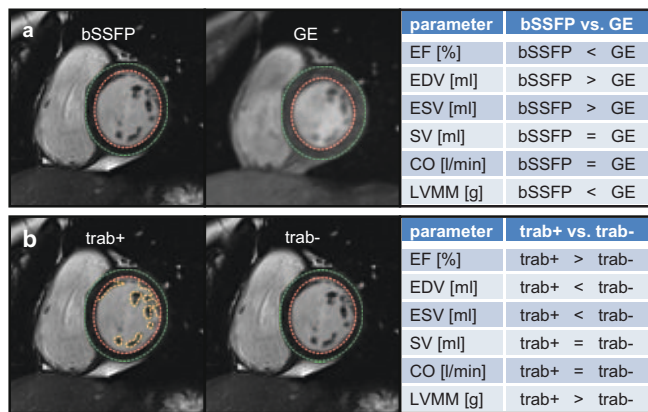 a
bSSFP
GE
parameter bSSFP vs. GE
EF [%] bSSFP < GE
EDV [ml] bSSFP > GE
ESV [ml] bSSFP > GE
SV [ml] bSSFP = GE
CO [l/min] bSSFP = GE
LVMM [g] bSSFP < GE
b
trab+
trab-
parameter trab+ vs. trab-
EF [%] trab+ > trab-
EDV [ml] trab+ < trab-
ESV [ml] trab+ < trab-
SV [ml] trab+ = trab-
CO [l/min] trab+ = trab-
LVMM [g] trab+ > trab-